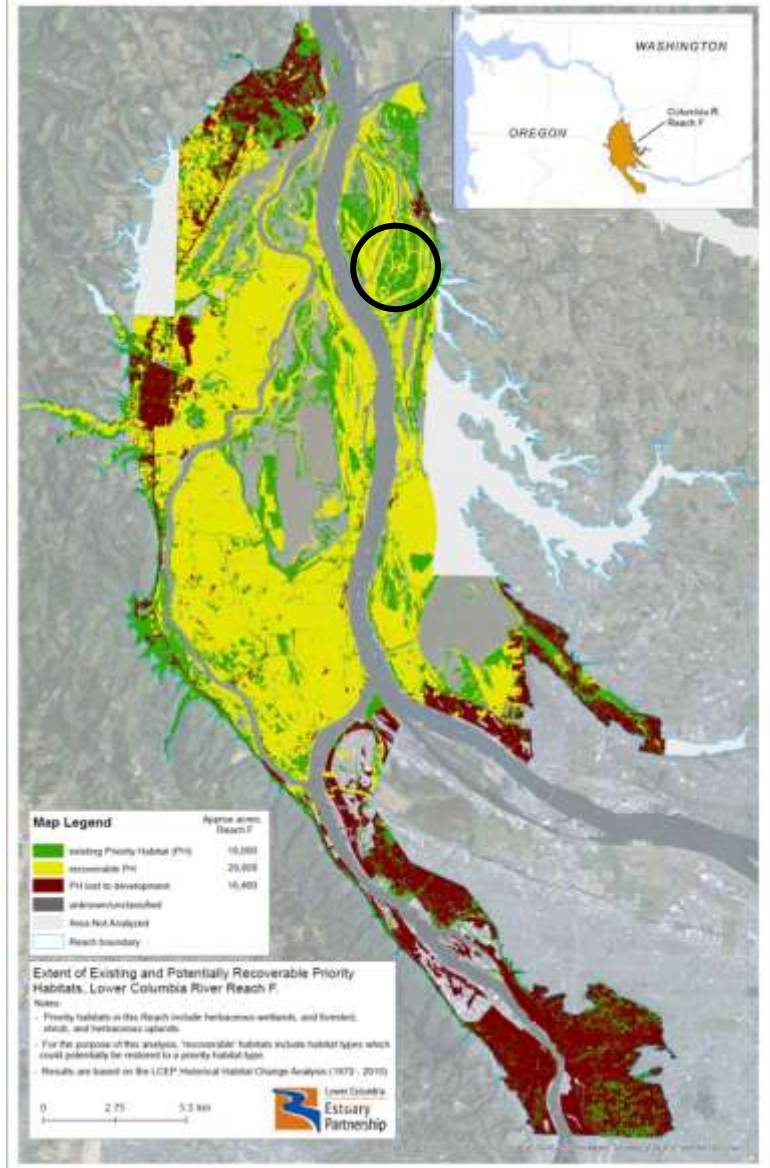 WASHINGTON
OREGON
Columbia R.
Reach F
Map Legend
Approx acres
Reach F
existing Priority Habitat (PH)
recoverable PH
PH lost to development
unknown/unclassified
Area Not Analyzed
Reach boundary
Extent of Existing and Potentially Recoverable Priority
Habitats, Lower Columbia River Reach F.
Notes:
- Priority habitats in this Reach include herbaceous wetlands, and forested,
shrub, and herbaceous uplands.
- For the purpose of this analysis, 'recoverable' habitats include habitat types which
could potentially be restored to a priority habitat type.
- Results are based on the LCEP Historical Habitat Change Analysis (1870 - 2010)
0 2.75 5.5 km
Lower Columbia
Estuary
Partnership